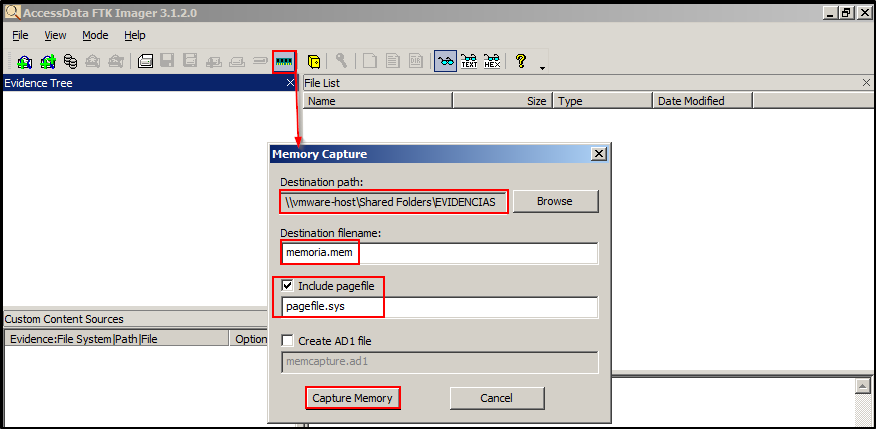 AccessData FTK Imager 3.1.2.0
File View Mode Help
TEXT HEX ?
Evidence Tree
File List
Name Size Type Date Modified
Memory Capture
Destination path:
\\vmware-host\Shared Folders\EVIDENCIAS
Browse
Destination filename:
memoria.mem
Include pagefile
pagefile.sys
Create AD1 file
memcapture.ad1
Capture Memory
Cancel
Custom Content Sources
Evidence:File System|Path|File Option